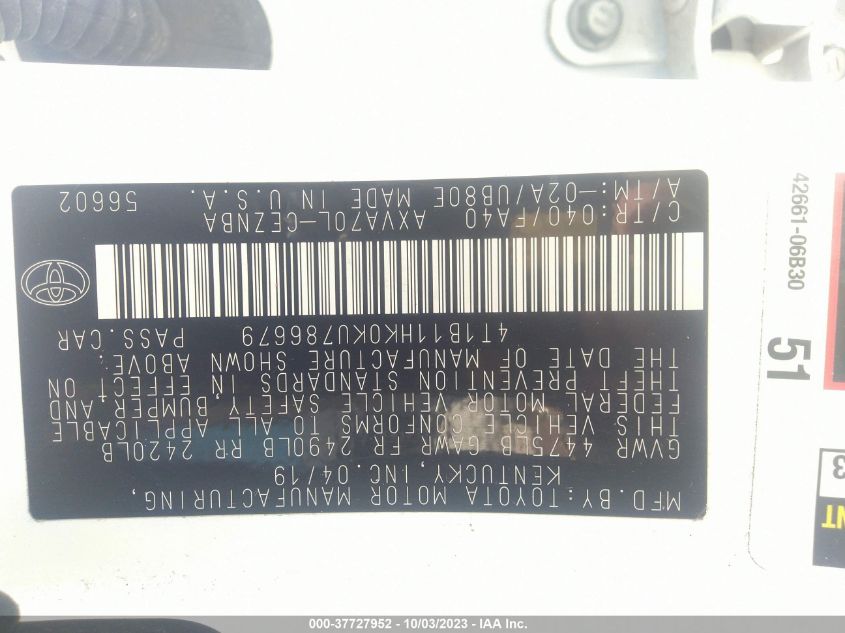 MFD. BY: TOYOTA MOTOR MANUFACTURING,
KENTUCKY, INC. 04/19
GVWR 4475LB GAWR FR 2490LB RR 2420LB
THIS VEHICLE CONFORMS TO ALL APPLICABLE
FEDERAL MOTOR VEHICLE SAFETY, BUMPER, AND
THEFT PREVENTION STANDARDS IN EFFECT ON
THE DATE OF MANUFACTURE SHOWN ABOVE.
4T1B11HK0KU786679 PASS. CAR
C/TR:040/FA40 AXVA70L-CEZNBA
A/TM:-02A/UB80E MADE IN U.S.A. 56602
42661-06B30
51
3
NT
000-37727952 - 10/03/2023 - IAA Inc.